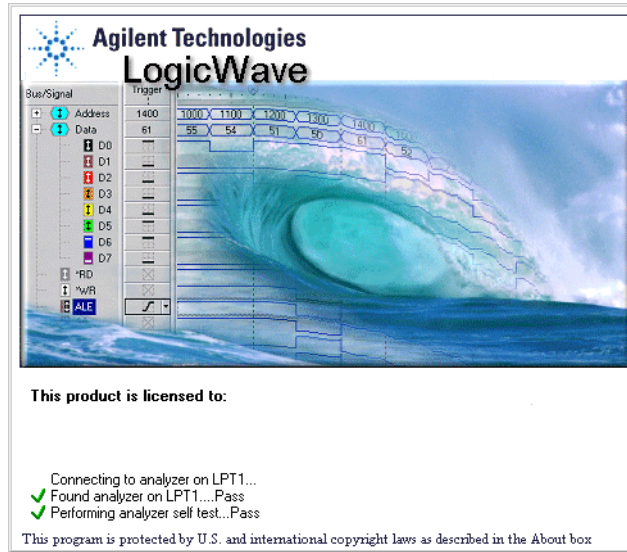 Agilent Technologies
LogicWave
Bus/Signal Trigger
Address 1400 1000 1100 1200 1300 1400
Data 61 55 54 51 50 61 52
D0
D1
D2
D3
D4
D5
D6
D7
*RD
*WR
ALE
This product is licensed to:
Connecting to analyzer on LPT1...
Found analyzer on LPT1....Pass
Performing analyzer self test...Pass
This program is protected by U.S. and international copyright laws as described in the About box